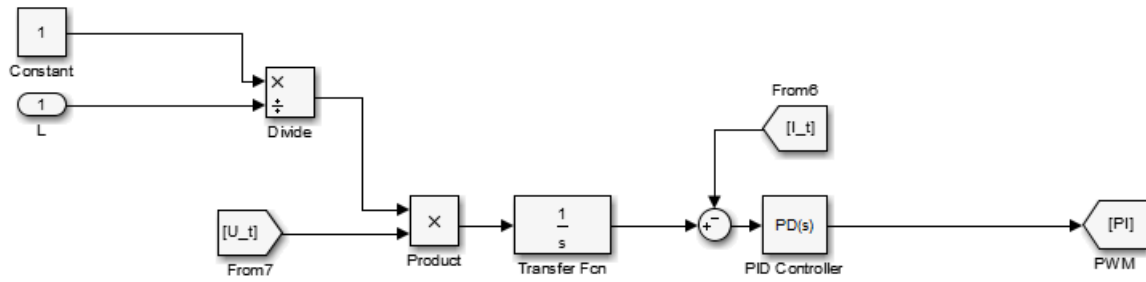 1
Constant
1
L
×
÷
Divide
[U_t]
From7
×
Product
1
s
Transfer Fcn
From6
[I_t]
+ −
PD(s)
PID Controller
[PI]
PWM